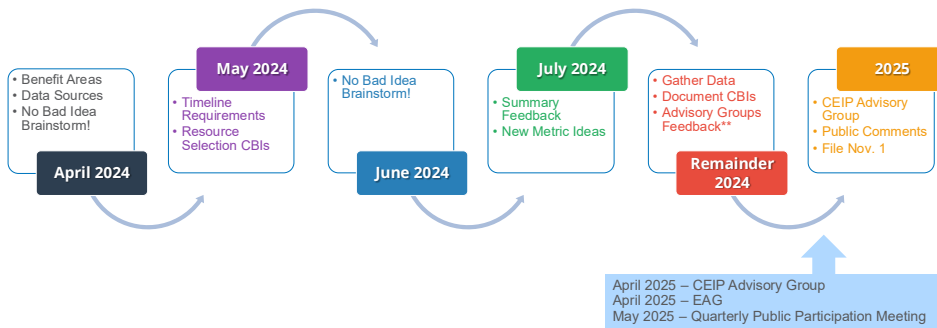 • Benefit Areas
• Data Sources
• No Bad Idea
Brainstorm!
April 2024
May 2024
• Timeline
Requirements
• Resource
Selection CBIs
• No Bad Idea
Brainstorm!
June 2024
July 2024
• Summary
Feedback
• New Metric Ideas
• Gather Data
• Document CBIs
• Advisory Groups
Feedback**
Remainder
2024
2025
• CEIP Advisory
Group
• Public Comments
• File Nov. 1
April 2025 – CEIP Advisory Group
April 2025 – EAG
May 2025 – Quarterly Public Participation Meeting